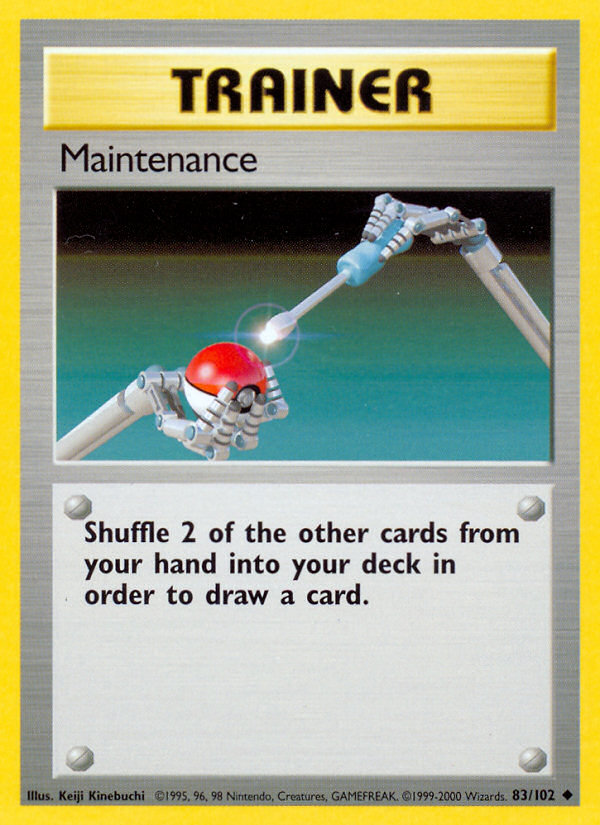 TRAINER
Maintenance
Shuffle 2 of the other cards from
your hand into your deck in
order to draw a card.
Illus. Keiji Kinebuchi ©1995, 96, 98 Nintendo, Creatures, GAMEFREAK. ©1999-2000 Wizards. 83/102 ◆